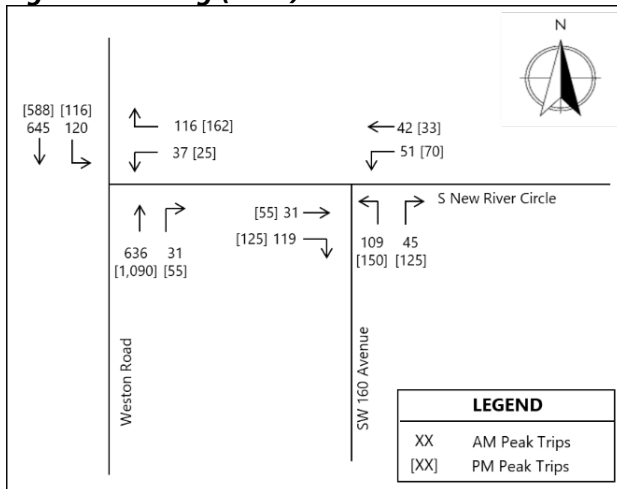 N
[588] [116]
645 120
116 [162]
37 [25]
42 [33]
51 [70]
S New River Circle
[55] 31
[125] 119
636 31
[1,090] [55]
109 45
[150] [125]
Weston Road
SW 160 Avenue
LEGEND
XX AM Peak Trips
[XX] PM Peak Trips